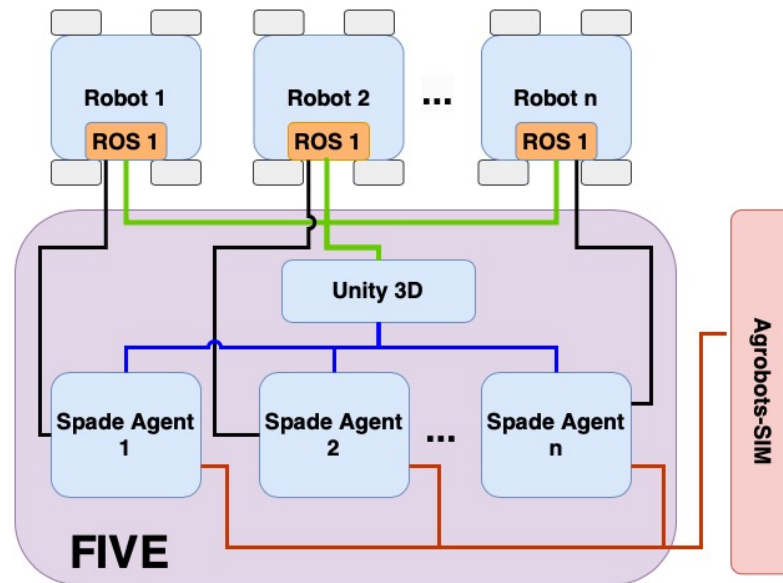 Robot 1
Robot 2
...
Robot n
ROS 1
ROS 1
ROS 1
Unity 3D
Spade Agent
1
Spade Agent
2
...
Spade Agent
n
Agrobots-SIM
FIVE